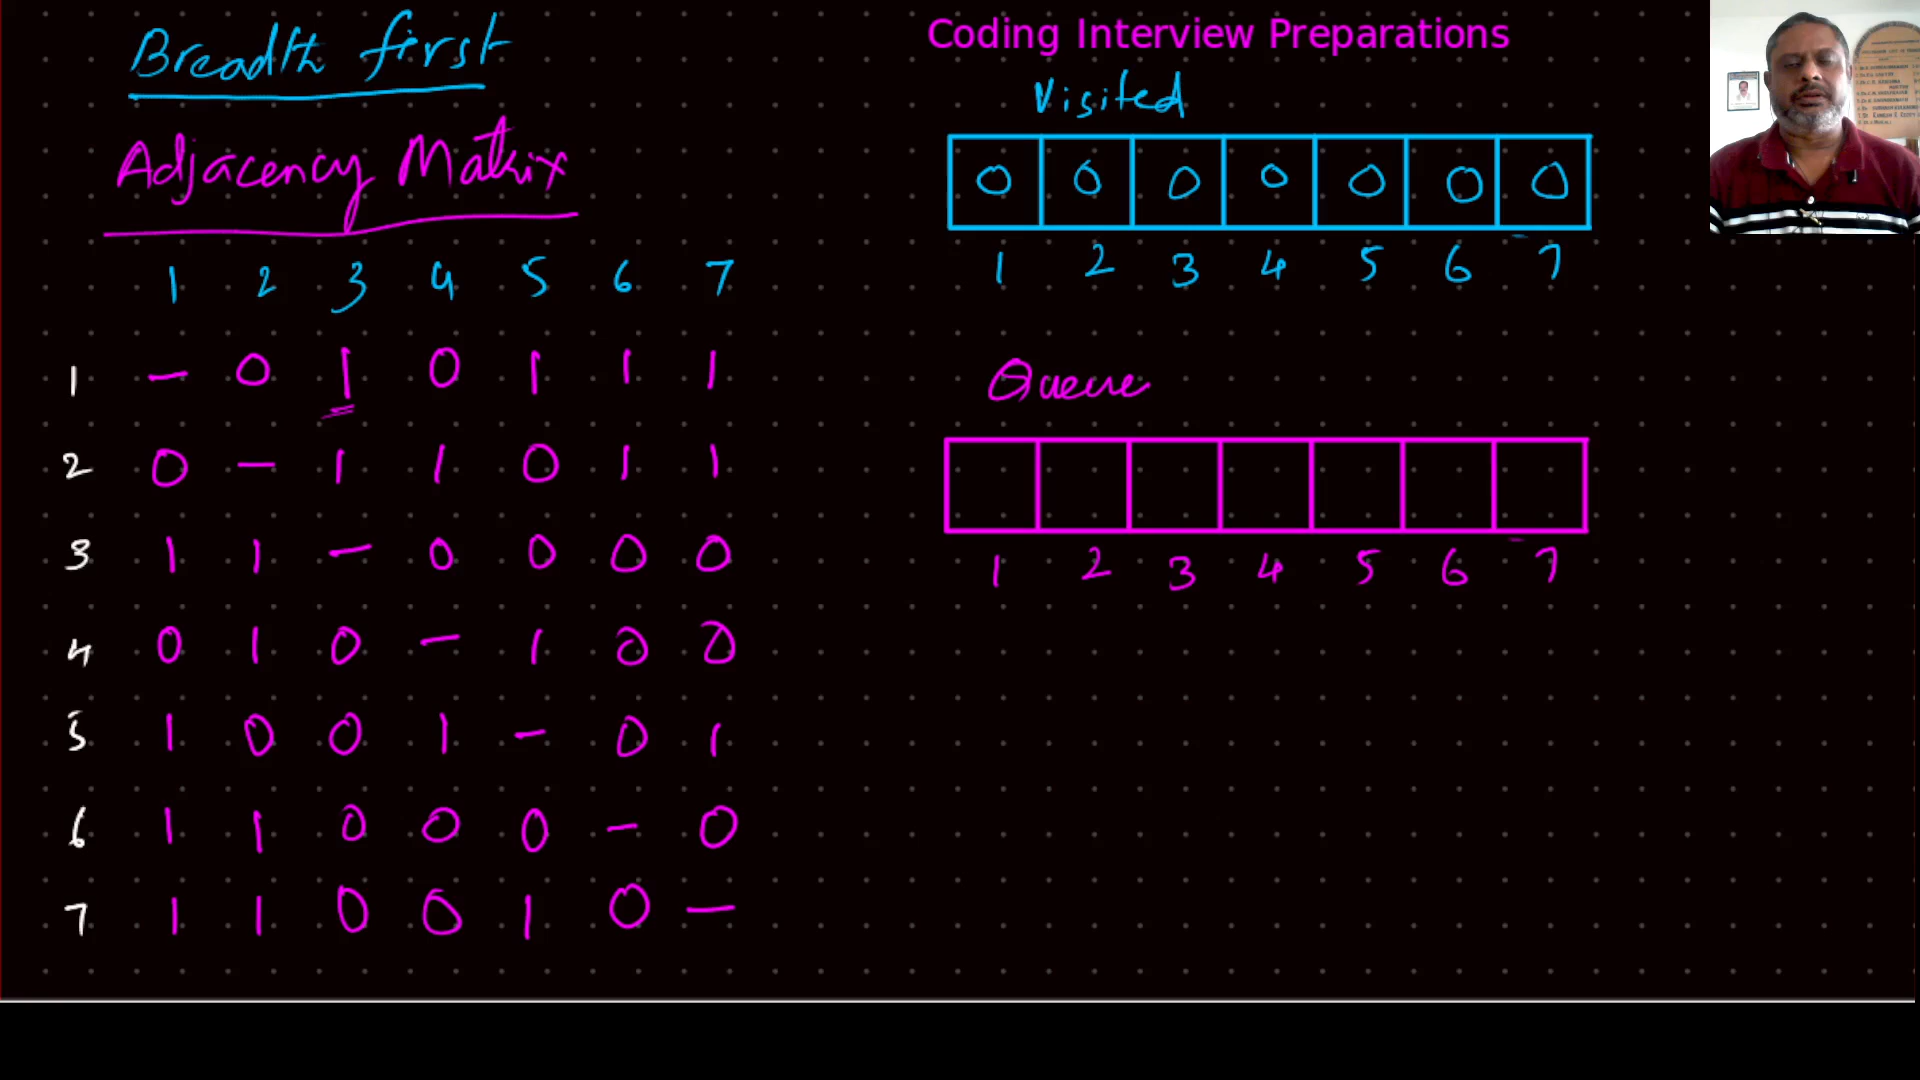 Breadth first
Adjacency Matrix
1 2 3 4 5 6 7
1 - 0 1 0 1 1 1
2 0 - 1 1 0 1 1
3 1 1 - 0 0 0 0
4 0 1 0 - 1 0 0
5 1 0 0 1 - 0 1
6 1 1 0 0 0 - 0
7 1 1 0 0 1 0 -
Coding Interview Preparations
Visited
0 0 0 0 0 0 0
1 2 3 4 5 6 7
Queue
1 2 3 4 5 6 7